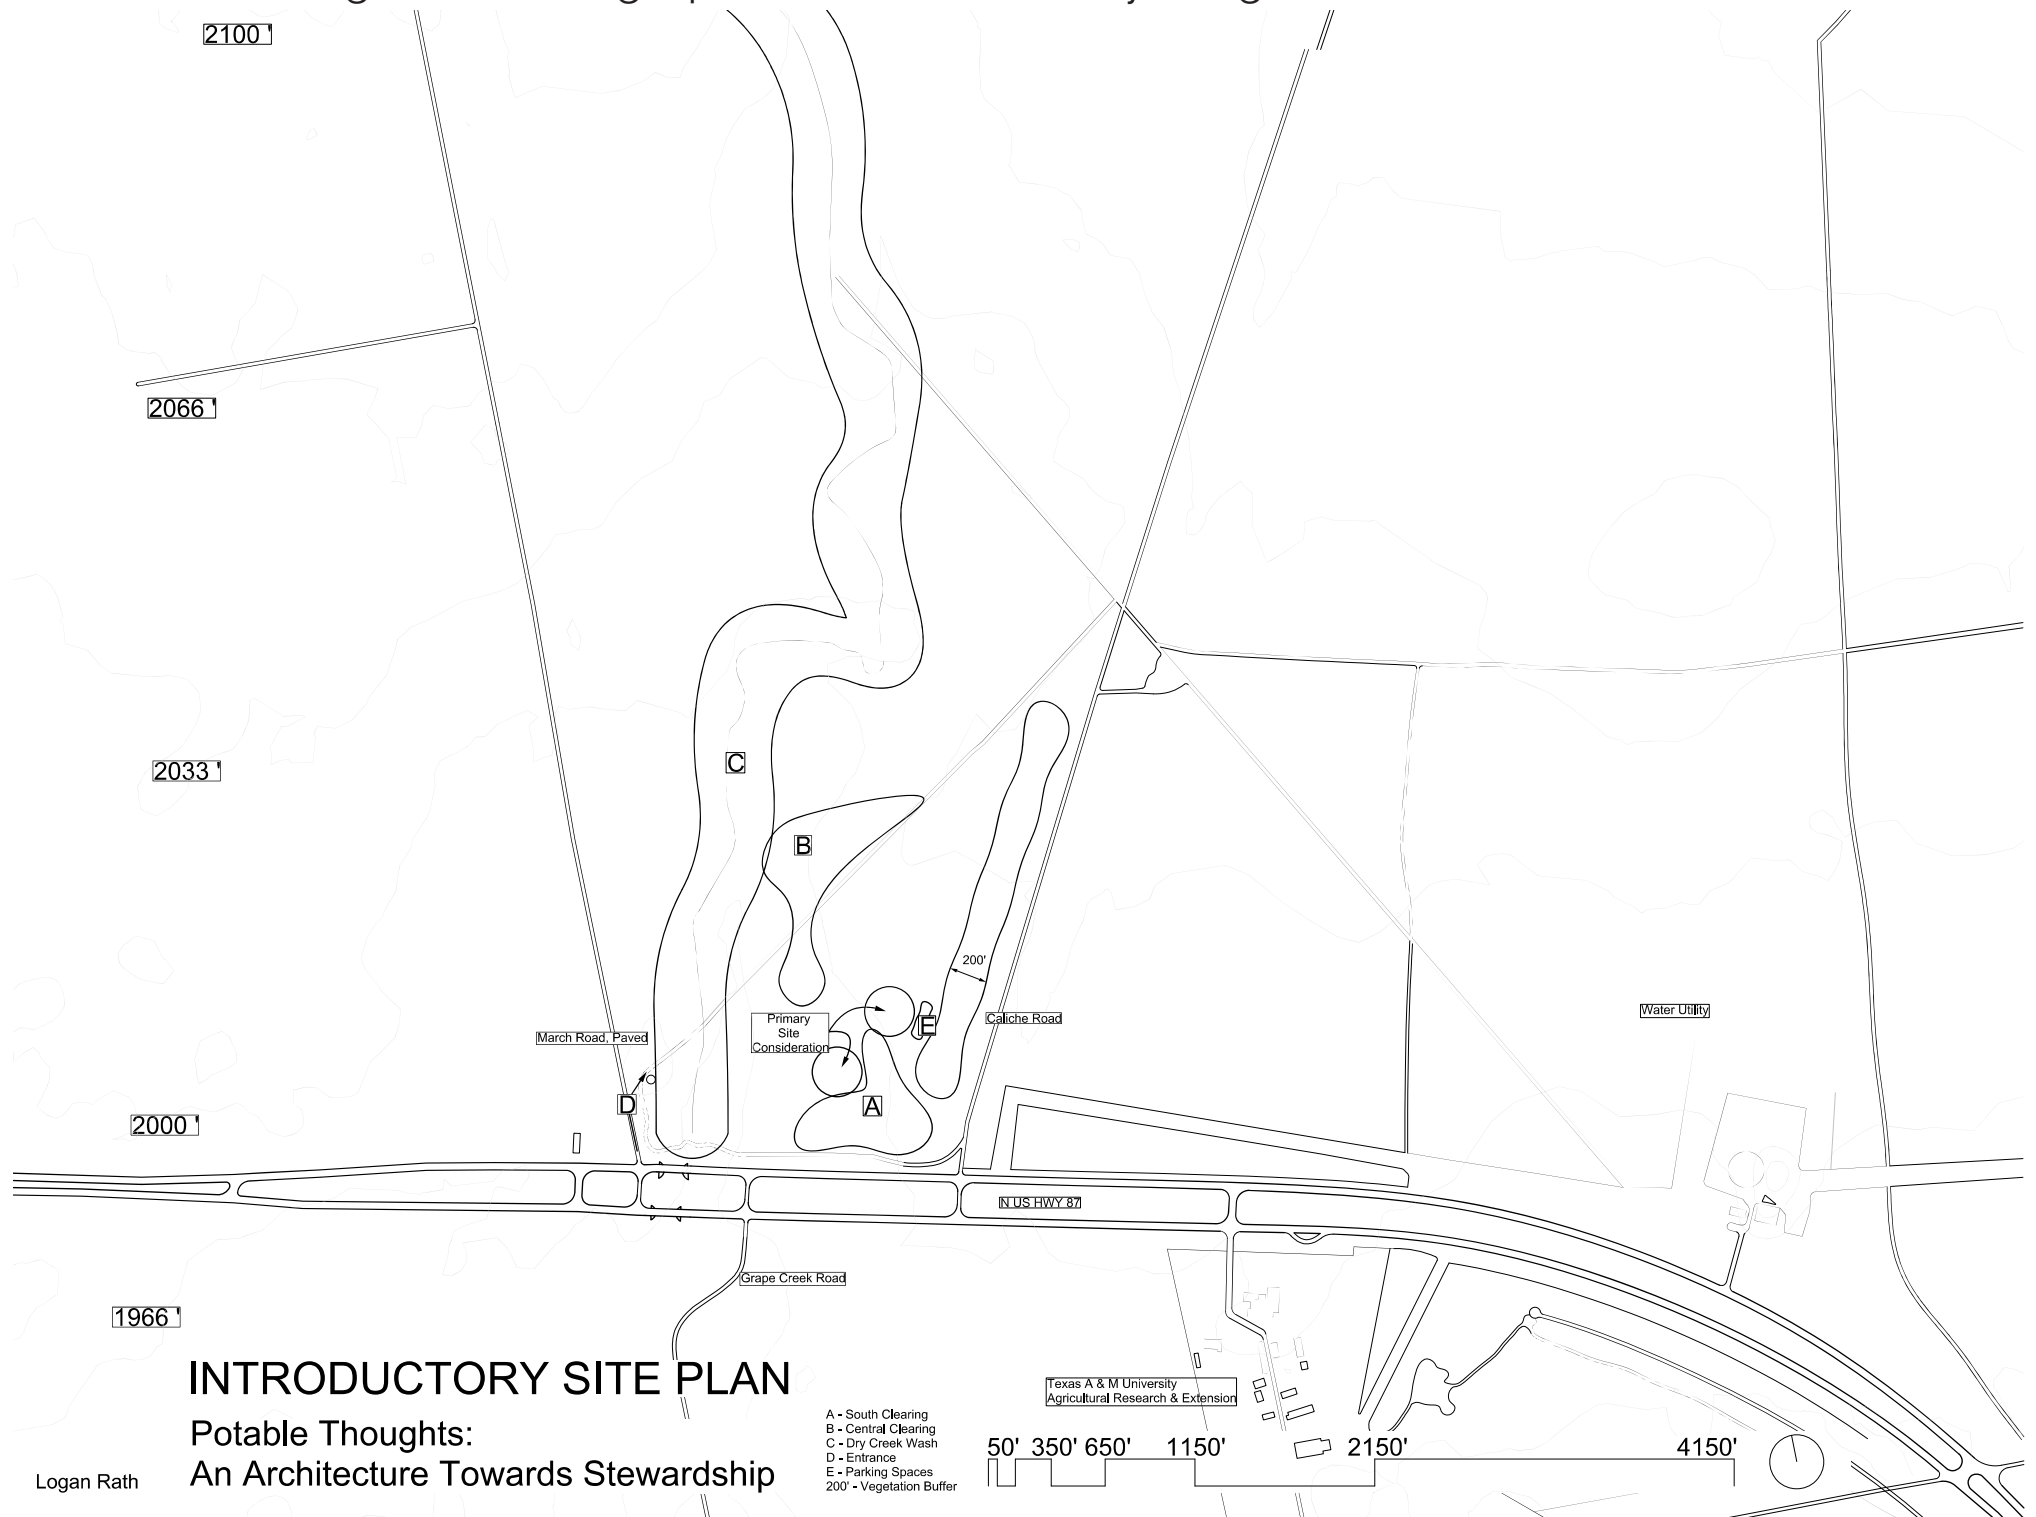 2100 '
2066 '
2033 '
C
B
200'
Primary
Site
Consideration
E
Caliche Road
Water Utility
March Road, Paved
D
A
2000 '
N US HWY 87
Grape Creek Road
1966 '
INTRODUCTORY SITE PLAN
Potable Thoughts:
An Architecture Towards Stewardship
Logan Rath
Texas A & M University
Agricultural Research & Extension
A - South Clearing
B - Central Clearing
C - Dry Creek Wash
D - Entrance
E - Parking Spaces
200' - Vegetation Buffer
50' 350' 650' 1150' 2150' 4150'